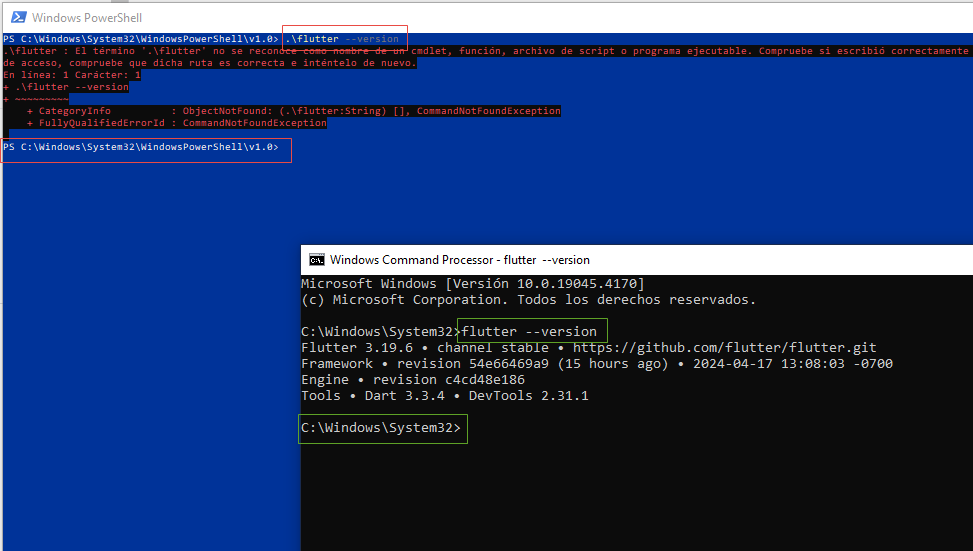 Windows PowerShell
PS C:\Windows\System32\WindowsPowerShell\v1.0> .\flutter --version
.\flutter : El término '.\flutter' no se reconoce como nombre de un cmdlet, función, archivo de script o programa ejecutable. Compruebe si escribió correctamente
de acceso, compruebe que dicha ruta es correcta e inténtelo de nuevo.
En línea: 1 Carácter: 1
+ .\flutter --version
+ ~~~~~~~~~
+ CategoryInfo : ObjectNotFound: (.\flutter:String) [], CommandNotFoundException
+ FullyQualifiedErrorId : CommandNotFoundException
PS C:\Windows\System32\WindowsPowerShell\v1.0>
Windows Command Processor - flutter --version
Microsoft Windows [Versión 10.0.19045.4170]
(c) Microsoft Corporation. Todos los derechos reservados.
C:\Windows\System32>flutter --version
Flutter 3.19.6 • channel stable • https://github.com/flutter/flutter.git
Framework • revision 54e66469a9 (15 hours ago) • 2024-04-17 13:08:03 -0700
Engine • revision c4cd48e186
Tools • Dart 3.3.4 • DevTools 2.31.1
C:\Windows\System32>